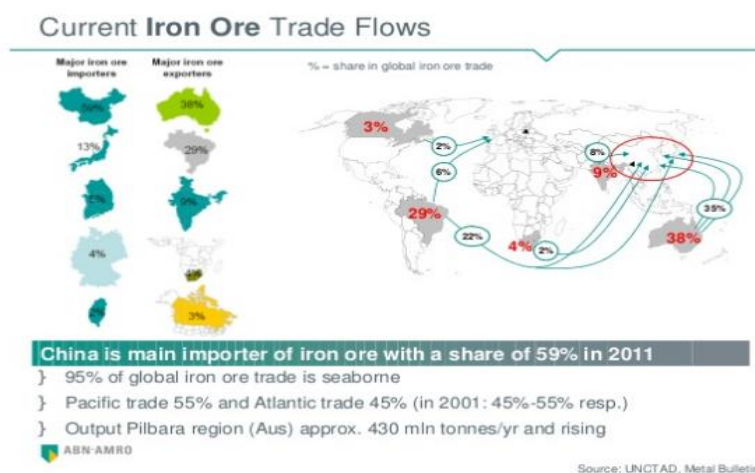 Current Iron Ore Trade Flows
Major iron ore importers
Major iron ore exporters
% = share in global iron ore trade
59%
38%
13%
29%
9%
4%
3%
3%
2%
6%
8%
9%
29%
22%
4%
2%
35%
38%
China is main importer of iron ore with a share of 59% in 2011
} 95% of global iron ore trade is seaborne
} Pacific trade 55% and Atlantic trade 45% (in 2001: 45%-55% resp.)
} Output Pilbara region (Aus) approx. 430 mln tonnes/yr and rising
ABN·AMRO
Source: UNCTAD, Metal Bulletin